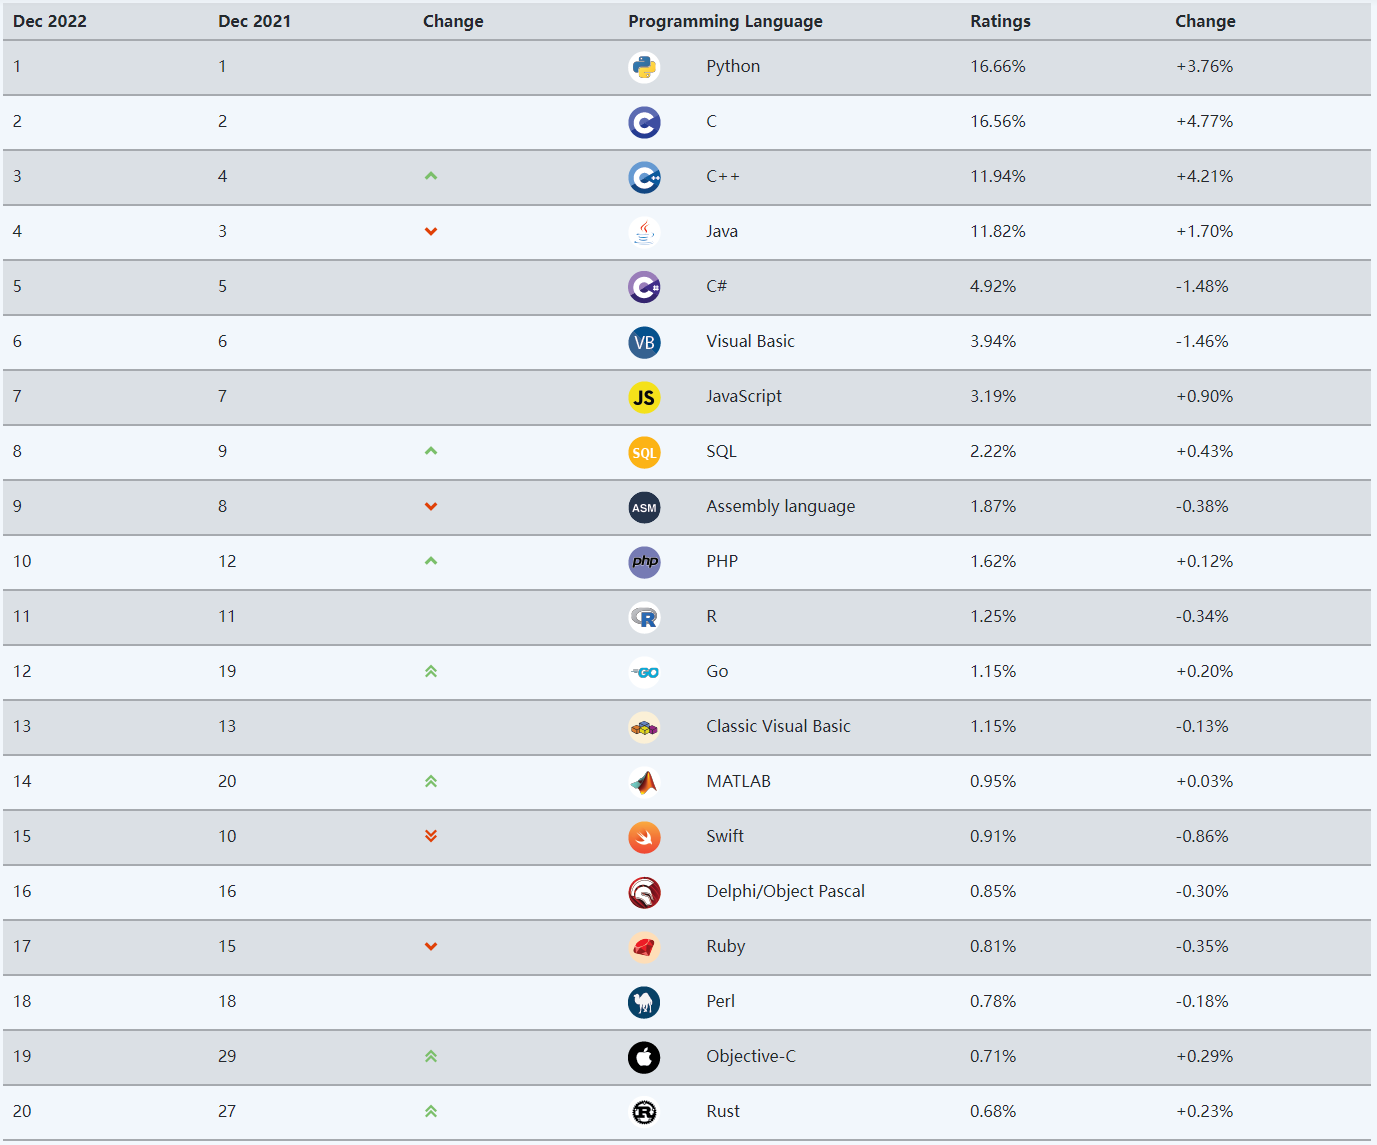 Dec 2022 Dec 2021 Change Programming Language Ratings Change
1 1 Python 16.66% +3.76%
2 2 C 16.56% +4.77%
3 4 C++ 11.94% +4.21%
4 3 Java 11.82% +1.70%
5 5 C# 4.92% -1.48%
6 6 VB Visual Basic 3.94% -1.46%
7 7 JS JavaScript 3.19% +0.90%
8 9 SQL SQL 2.22% +0.43%
9 8 ASM Assembly language 1.87% -0.38%
10 12 php PHP 1.62% +0.12%
11 11 R R 1.25% -0.34%
12 19 GO Go 1.15% +0.20%
13 13 Classic Visual Basic 1.15% -0.13%
14 20 MATLAB 0.95% +0.03%
15 10 Swift 0.91% -0.86%
16 16 Delphi/Object Pascal 0.85% -0.30%
17 15 Ruby 0.81% -0.35%
18 18 Perl 0.78% -0.18%
19 29 Objective-C 0.71% +0.29%
20 27 R Rust 0.68% +0.23%